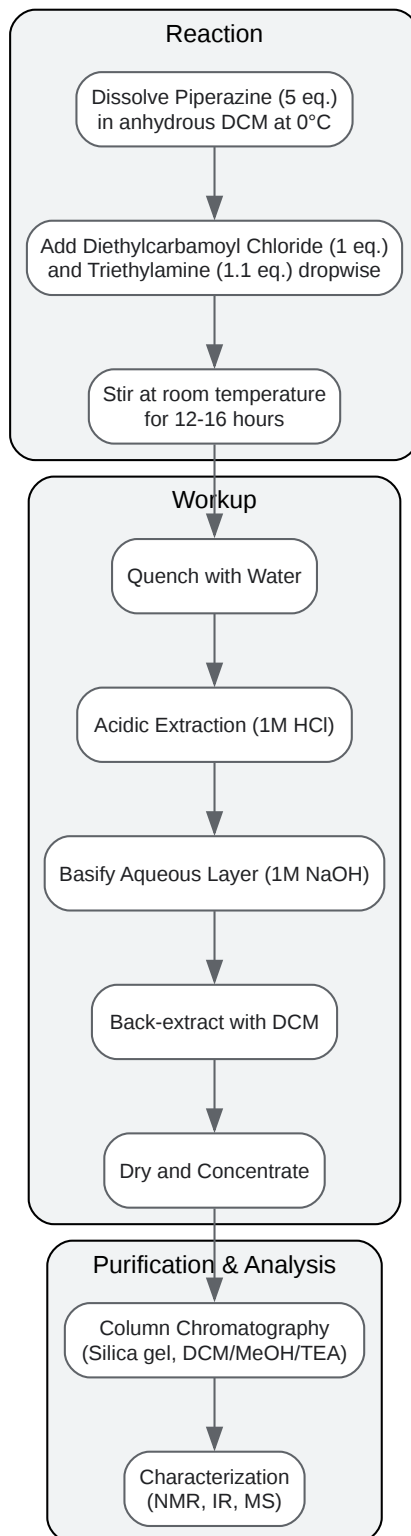 Reaction
Dissolve Piperazine (5 eq.)
in anhydrous DCM at 0°C
Add Diethylcarbamoyl Chloride (1 eq.)
and Triethylamine (1.1 eq.) dropwise
Stir at room temperature
for 12-16 hours
Workup
Quench with Water
Acidic Extraction (1M HCl)
Basify Aqueous Layer (1M NaOH)
Back-extract with DCM
Dry and Concentrate
Purification & Analysis
Column Chromatography
(Silica gel, DCM/MeOH/TEA)
Characterization
(NMR, IR, MS)